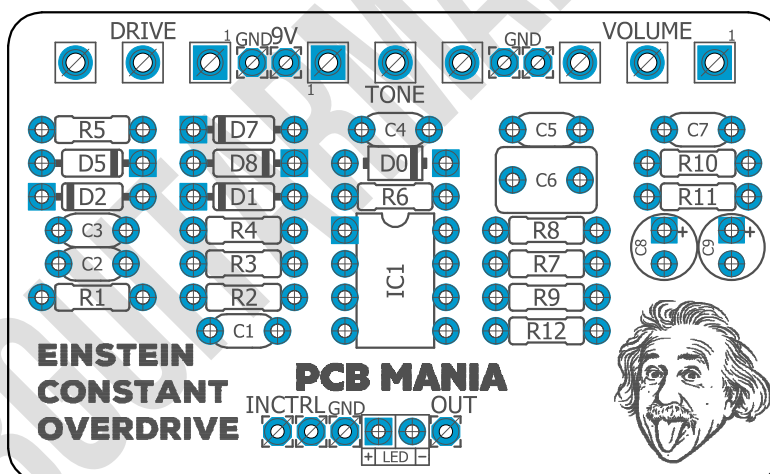 DRIVE 1 GND 9V 1 TONE GND VOLUME 1
R5 D7 C4 C5 C7
D5 D8 D0 R10
D2 D1 R6 C6 R11
C3 R4 R8 C8 + C9 +
C2 R3 IC1 R7
R1 R2 R9
C1 R12
EINSTEIN
CONSTANT
OVERDRIVE
PCB MANIA
INCTRL GND OUT
+ LED −